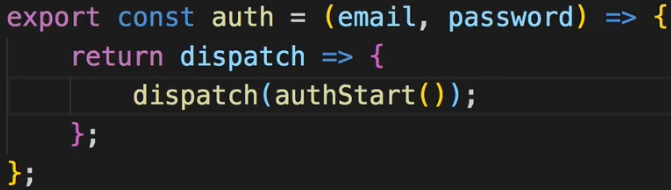 export const auth = (email, password) => {
    return dispatch => {
        dispatch(authStart());
    };
};